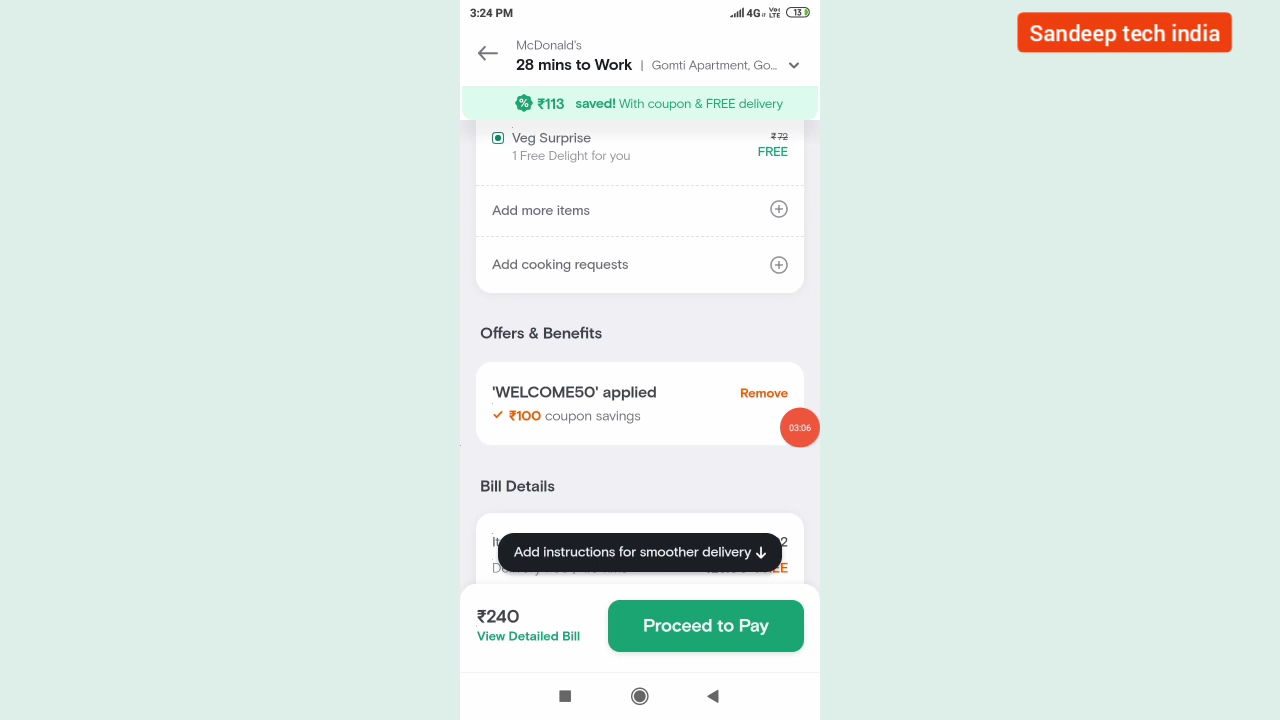 3:24 PM
4G
Vo) LTE
13
Sandeep tech india
McDonald's
28 mins to Work | Gomti Apartment, Go...
₹113 saved! With coupon & FREE delivery
Veg Surprise
₹72
1 Free Delight for you
FREE
Add more items
Add cooking requests
Offers & Benefits
'WELCOME50' applied
Remove
₹100 coupon savings
03:06
Bill Details
Add instructions for smoother delivery ↓
₹240
View Detailed Bill
Proceed to Pay